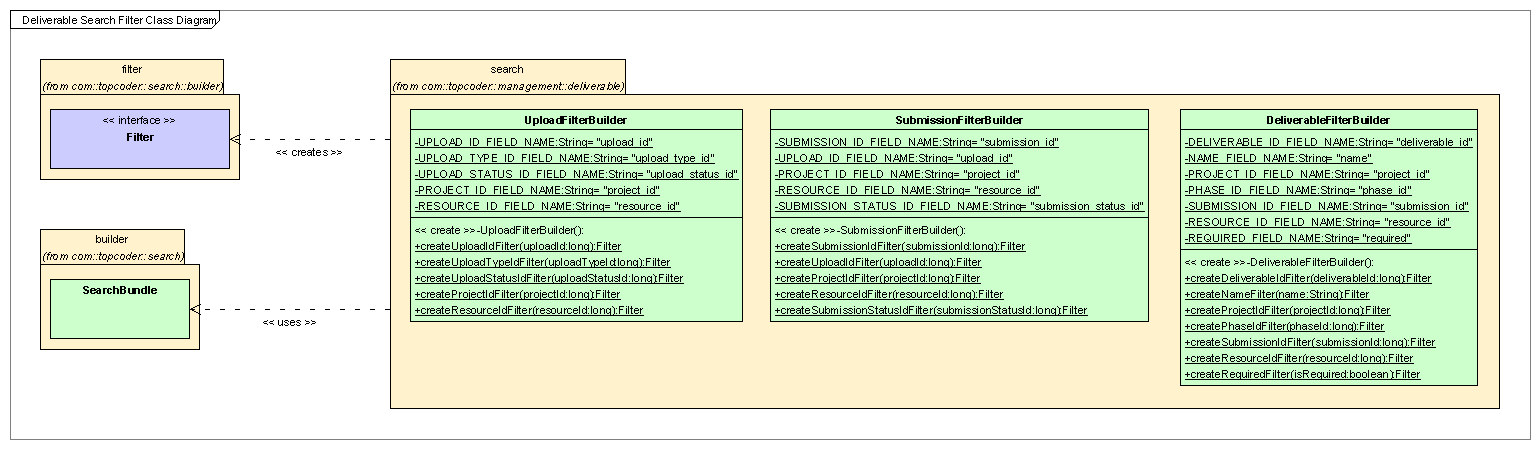 Deliverable Search Filter Class Diagram
filter
(from com::topcoder::search::builder)
<< interface >>
Filter
<< creates >>
builder
(from com::topcoder::search)
SearchBundle
<< uses >>
search
(from com::topcoder::management::deliverable)
UploadFilterBuilder
-UPLOAD_ID_FIELD_NAME:String= "upload_id"
-UPLOAD_TYPE_ID_FIELD_NAME:String= "upload_type_id"
-UPLOAD_STATUS_ID_FIELD_NAME:String= "upload_status_id"
-PROJECT_ID_FIELD_NAME:String= "project_id"
-RESOURCE_ID_FIELD_NAME:String= "resource_id"
<< create >>-UploadFilterBuilder():
+createUploadIdFilter(uploadId:long):Filter
+createUploadTypeIdFilter(uploadTypeId:long):Filter
+createUploadStatusIdFilter(uploadStatusId:long):Filter
+createProjectIdFilter(projectId:long):Filter
+createResourceIdFilter(resourceId:long):Filter
SubmissionFilterBuilder
-SUBMISSION_ID_FIELD_NAME:String= "submission_id"
-UPLOAD_ID_FIELD_NAME:String= "upload_id"
-PROJECT_ID_FIELD_NAME:String= "project_id"
-RESOURCE_ID_FIELD_NAME:String= "resource_id"
-SUBMISSION_STATUS_ID_FIELD_NAME:String= "submission_status_id"
<< create >>-SubmissionFilterBuilder():
+createSubmissionIdFilter(submissionId:long):Filter
+createUploadIdFilter(uploadId:long):Filter
+createProjectIdFilter(projectId:long):Filter
+createResourceIdFilter(resourceId:long):Filter
+createSubmissionStatusIdFilter(submissionStatusId:long):Filter
DeliverableFilterBuilder
-DELIVERABLE_ID_FIELD_NAME:String= "deliverable_id"
-NAME_FIELD_NAME:String= "name"
-PROJECT_ID_FIELD_NAME:String= "project_id"
-PHASE_ID_FIELD_NAME:String= "phase_id"
-SUBMISSION_ID_FIELD_NAME:String= "submission_id"
-RESOURCE_ID_FIELD_NAME:String= "resource_id"
-REQUIRED_FIELD_NAME:String= "required"
<< create >>-DeliverableFilterBuilder():
+createDeliverableIdFilter(deliverableId:long):Filter
+createNameFilter(name:String):Filter
+createProjectIdFilter(projectId:long):Filter
+createPhaseIdFilter(phaseId:long):Filter
+createSubmissionIdFilter(submissionId:long):Filter
+createResourceIdFilter(resourceId:long):Filter
+createRequiredFilter(isRequired:boolean):Filter